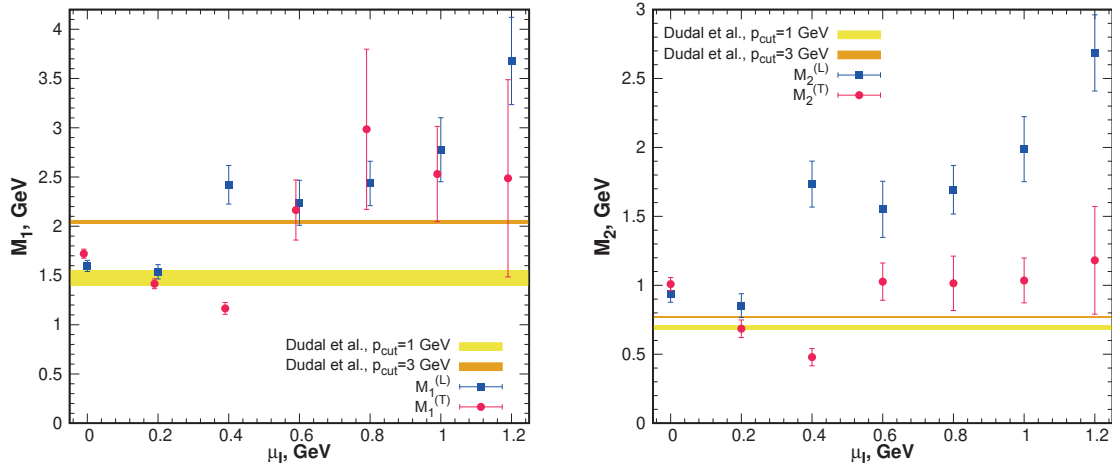 4
3.5
3
2.5
2
1.5
1
0.5
0
M1, GeV
0 0.2 0.4 0.6 0.8 1 1.2
μI, GeV
Dudal et al., pcut=1 GeV
Dudal et al., pcut=3 GeV
M1(L)
M1(T)
3
2.5
2
1.5
1
0.5
0
M2, GeV
0 0.2 0.4 0.6 0.8 1 1.2
μI, GeV
Dudal et al., pcut=1 GeV
Dudal et al., pcut=3 GeV
M2(L)
M2(T)